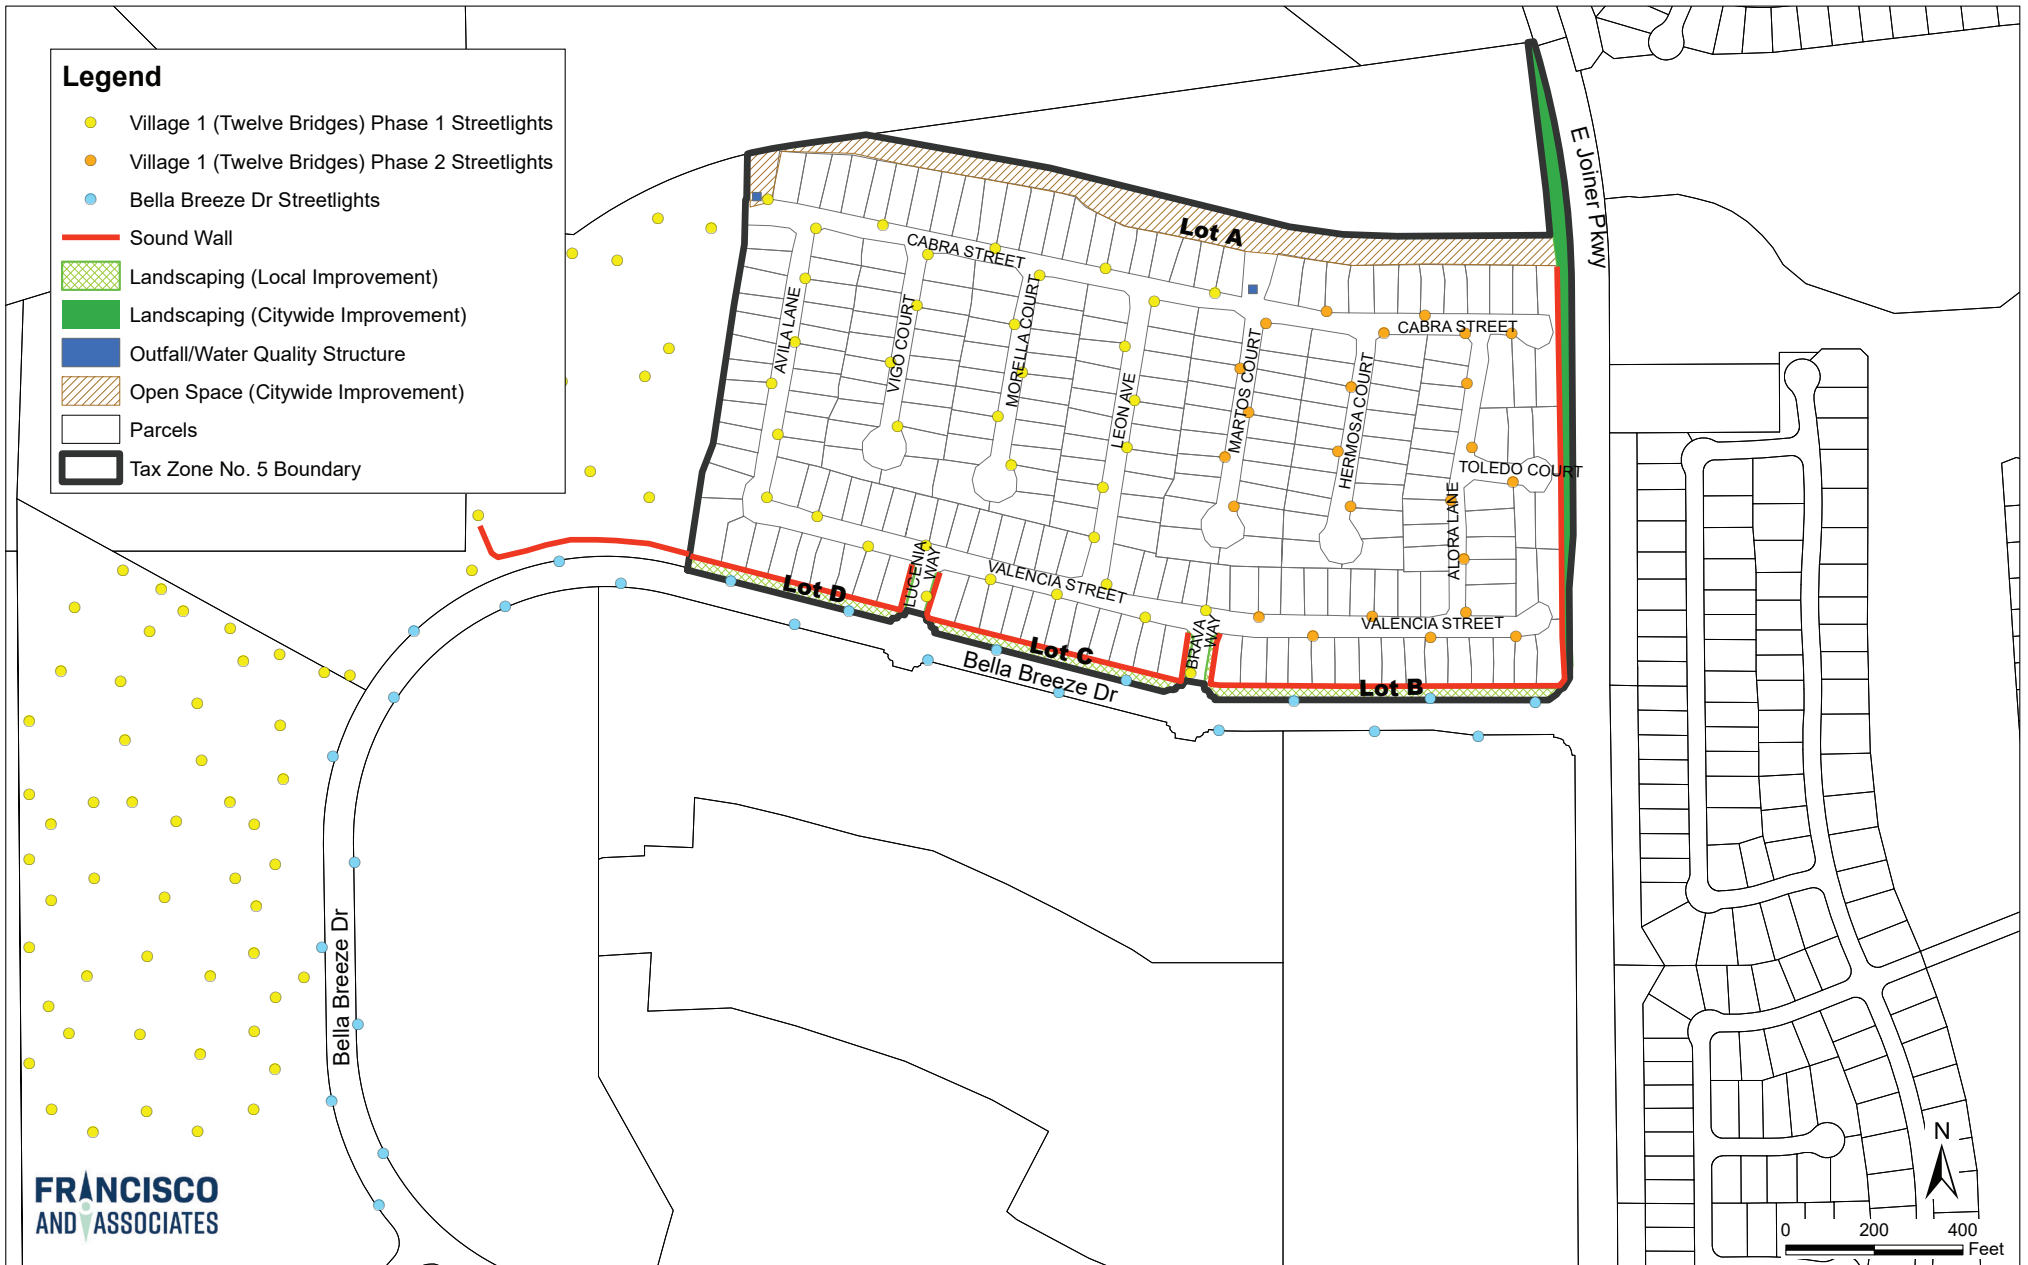 Legend
Village 1 (Twelve Bridges) Phase 1 Streetlights
Village 1 (Twelve Bridges) Phase 2 Streetlights
Bella Breeze Dr Streetlights
Sound Wall
Landscaping (Local Improvement)
Landscaping (Citywide Improvement)
Outfall/Water Quality Structure
Open Space (Citywide Improvement)
Parcels
Tax Zone No. 5 Boundary
E Joiner Pkwy
Lot A
CABRA STREET
CABRA STREET
AVILA LANE
VIGO COURT
MORELLA COURT
LEON AVE
MARTOS COURT
HERMOSA COURT
TOLEDO COURT
ALORA LANE
LUCENIA
WAY
VALENCIA STREET
VALENCIA STREET
BRAVA
WAY
Lot D
Lot C
Lot B
Bella Breeze Dr
Bella Breeze Dr
FRANCISCO
AND ASSOCIATES
N
0 200 400
Feet